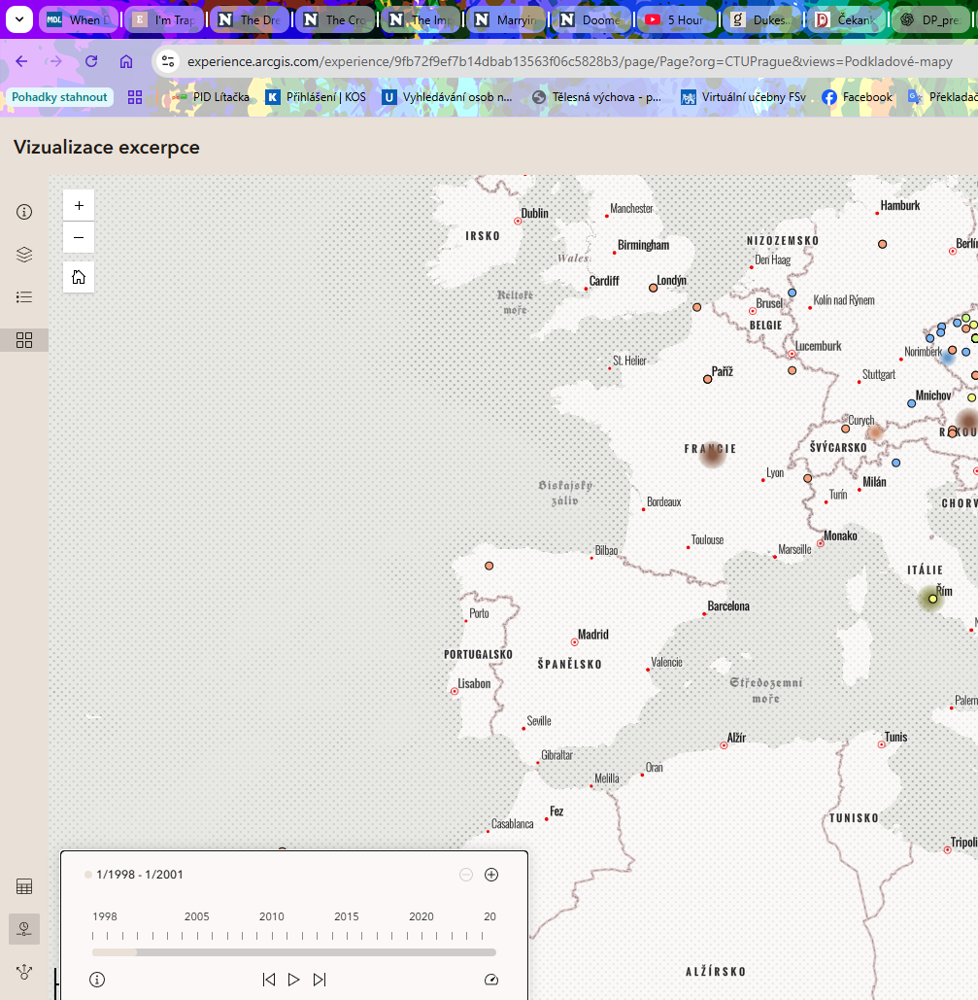 When D
I'm Trap
The Dre
The Cro
The Imp
Marryin
Doome
5 Hour
Dukes
Čekank
DP_pre
experience.arcgis.com/experience/9fb72f9ef7b14dbab13563f06c5828b3/page/Page?org=CTUPrague&views=Podkladové-mapy
Pohadky stahnout
PID Lítačka
Přihlášení | KOS
Vyhledávání osob n...
Tělesná výchova - p...
Virtuální učebny FSv
Facebook
Překladač
Vizualizace excerpce
Hamburk
Manchester
Dublin
IRSKO
NIZOZEMSKO
Birmingham
Berlín
Wales
Den Haag
Cardiff
Londýn
Keltské
moře
Kolín nad Rýnem
Brusel
BELGIE
Lucemburk
Norimberk
St. Helier
Paříž
Stuttgart
Mnichov
Curych
RAKOU
FRANCIE
ŠVÝCARSKO
Lyon
Milán
Biskajský
záliv
Turín
Bordeaux
CHORV
Monako
Toulouse
Marseille
Bilbao
ITÁLIE
Řím
Barcelona
Porto
Madrid
PORTUGALSKO
ŠPANĚLSKO
Valencie
Lisabon
Středozemní
moře
Palerm
Seville
Alžír
Tunis
Gibraltar
Oran
Melilla
Fez
TUNISKO
Casablanca
Tripoli
1/1998 - 1/2001
1998
2005
2010
2015
2020
20
ALŽÍRSKO